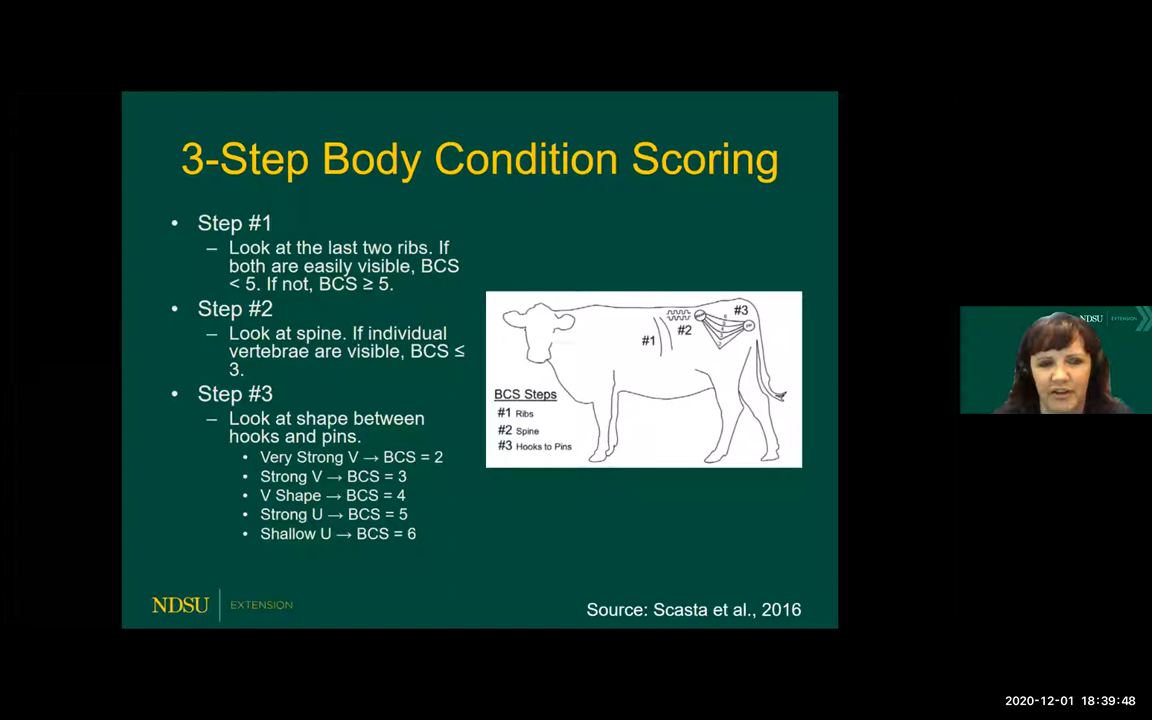 3-Step Body Condition Scoring
• Step #1
– Look at the last two ribs. If
both are easily visible, BCS
< 5. If not, BCS ≥ 5.
• Step #2
– Look at spine. If individual
vertebrae are visible, BCS ≤
3.
• Step #3
– Look at shape between
hooks and pins.
• Very Strong V → BCS = 2
• Strong V → BCS = 3
• V Shape → BCS = 4
• Strong U → BCS = 5
• Shallow U → BCS = 6
#1
#2
#3
BCS Steps
#1 Ribs
#2 Spine
#3 Hooks to Pins
NDSU EXTENSION
Source: Scasta et al., 2016
NDSU EXTENSION
2020-12-01 18:39:48